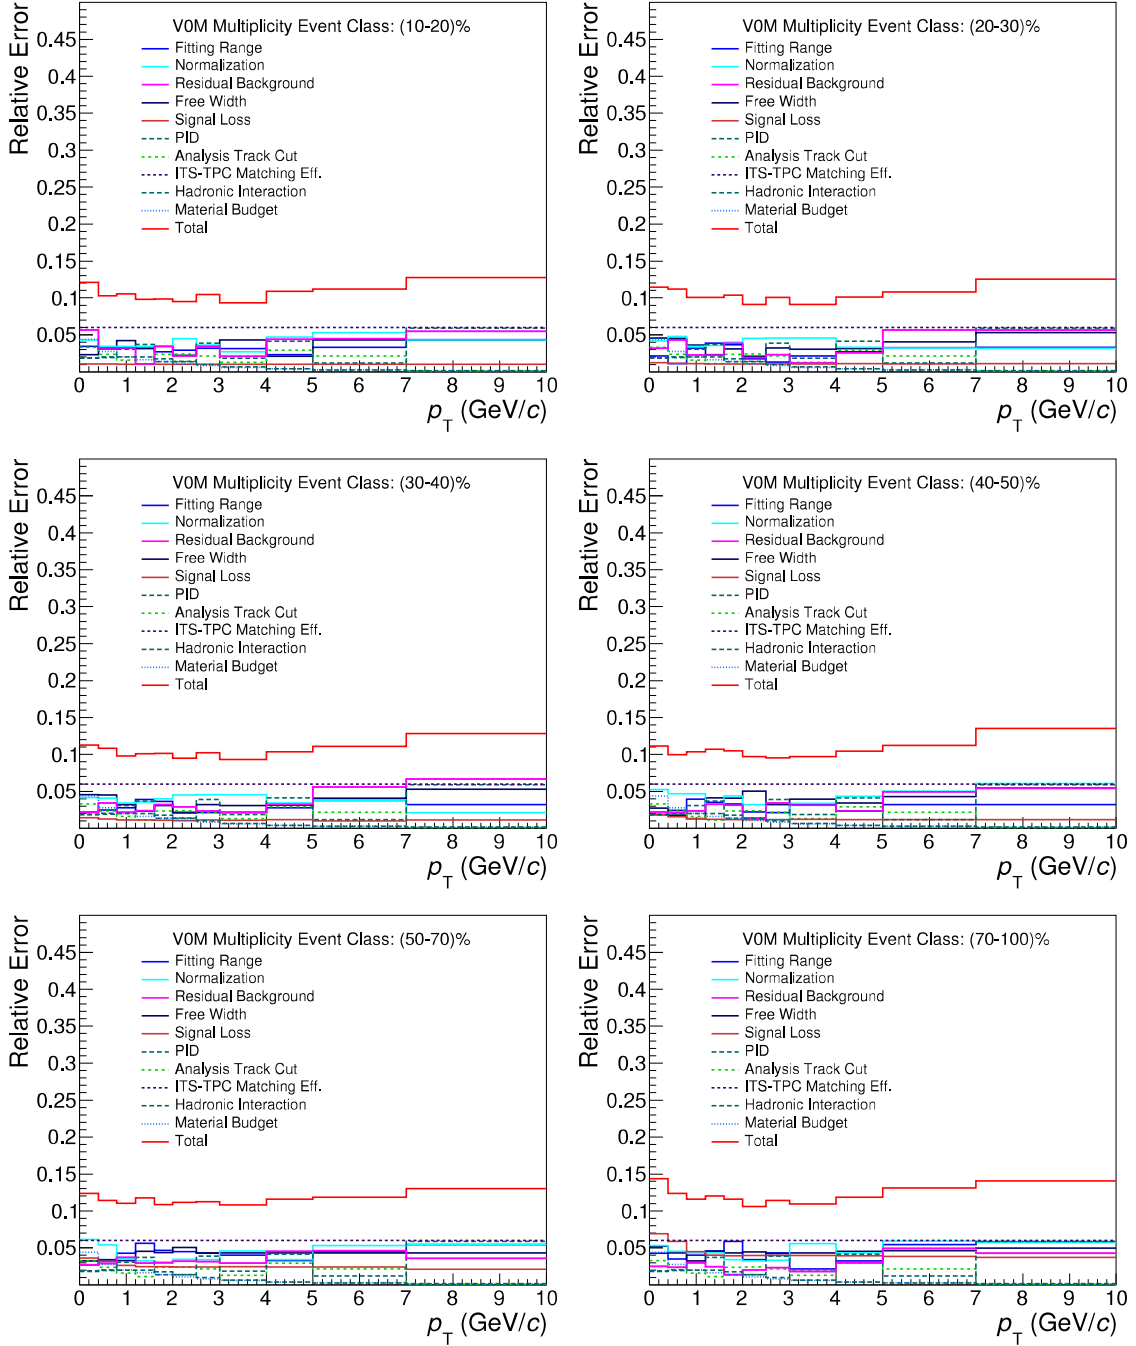 V0M Multiplicity Event Class: (10-20)%
Relative Error
Fitting Range
Normalization
Residual Background
Free Width
Signal Loss
PID
Analysis Track Cut
ITS-TPC Matching Eff.
Hadronic Interaction
Material Budget
Total
0.45
0.4
0.35
0.3
0.25
0.2
0.15
0.1
0.05
0 1 2 3 4 5 6 7 8 9 10
p_T (GeV/c)
V0M Multiplicity Event Class: (20-30)%
Relative Error
Fitting Range
Normalization
Residual Background
Free Width
Signal Loss
PID
Analysis Track Cut
ITS-TPC Matching Eff.
Hadronic Interaction
Material Budget
Total
0.45
0.4
0.35
0.3
0.25
0.2
0.15
0.1
0.05
0 1 2 3 4 5 6 7 8 9 10
p_T (GeV/c)
V0M Multiplicity Event Class: (30-40)%
Relative Error
Fitting Range
Normalization
Residual Background
Free Width
Signal Loss
PID
Analysis Track Cut
ITS-TPC Matching Eff.
Hadronic Interaction
Material Budget
Total
0.45
0.4
0.35
0.3
0.25
0.2
0.15
0.1
0.05
0 1 2 3 4 5 6 7 8 9 10
p_T (GeV/c)
V0M Multiplicity Event Class: (40-50)%
Relative Error
Fitting Range
Normalization
Residual Background
Free Width
Signal Loss
PID
Analysis Track Cut
ITS-TPC Matching Eff.
Hadronic Interaction
Material Budget
Total
0.45
0.4
0.35
0.3
0.25
0.2
0.15
0.1
0.05
0 1 2 3 4 5 6 7 8 9 10
p_T (GeV/c)
V0M Multiplicity Event Class: (50-70)%
Relative Error
Fitting Range
Normalization
Residual Background
Free Width
Signal Loss
PID
Analysis Track Cut
ITS-TPC Matching Eff.
Hadronic Interaction
Material Budget
Total
0.45
0.4
0.35
0.3
0.25
0.2
0.15
0.1
0.05
0 1 2 3 4 5 6 7 8 9 10
p_T (GeV/c)
V0M Multiplicity Event Class: (70-100)%
Relative Error
Fitting Range
Normalization
Residual Background
Free Width
Signal Loss
PID
Analysis Track Cut
ITS-TPC Matching Eff.
Hadronic Interaction
Material Budget
Total
0.45
0.4
0.35
0.3
0.25
0.2
0.15
0.1
0.05
0 1 2 3 4 5 6 7 8 9 10
p_T (GeV/c)